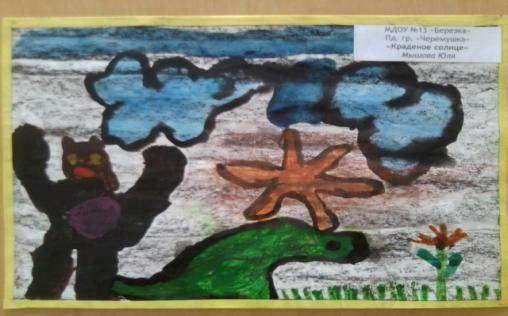 МДОУ №13 «Березка»
Пд. гр. «Черемушка»
«Краденое солнце»
Мышова Юля